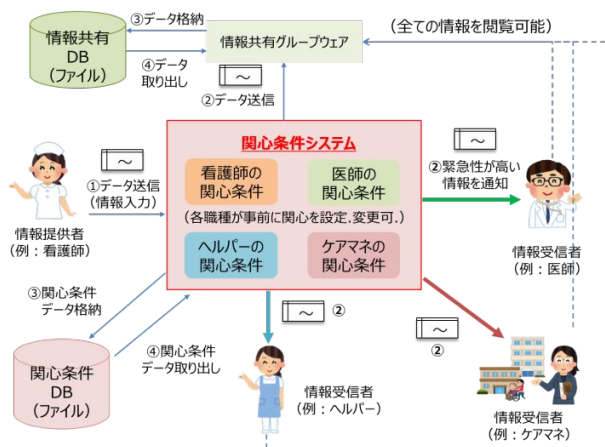 ③データ格納
(全ての情報を閲覧可能)
情報共有
DB
(ファイル)
情報共有グループウェア
④データ
取り出し
~
②データ送信
関心条件システム
~
看護師の
関心条件
医師の
関心条件
~
②緊急性が高い
情報を通知
①データ送信
(情報入力)
(各職種が事前に関心を設定.変更可.)
情報提供者
(例:看護師)
ヘルパーの
関心条件
ケアマネの
関心条件
情報受信者
(例:医師)
③関心条件
データ格納
~
②
~
②
④関心条件
データ取り出し
関心条件
DB
(ファイル)
情報受信者
(例:ヘルパー)
情報受信者
(例:ケアマネ)